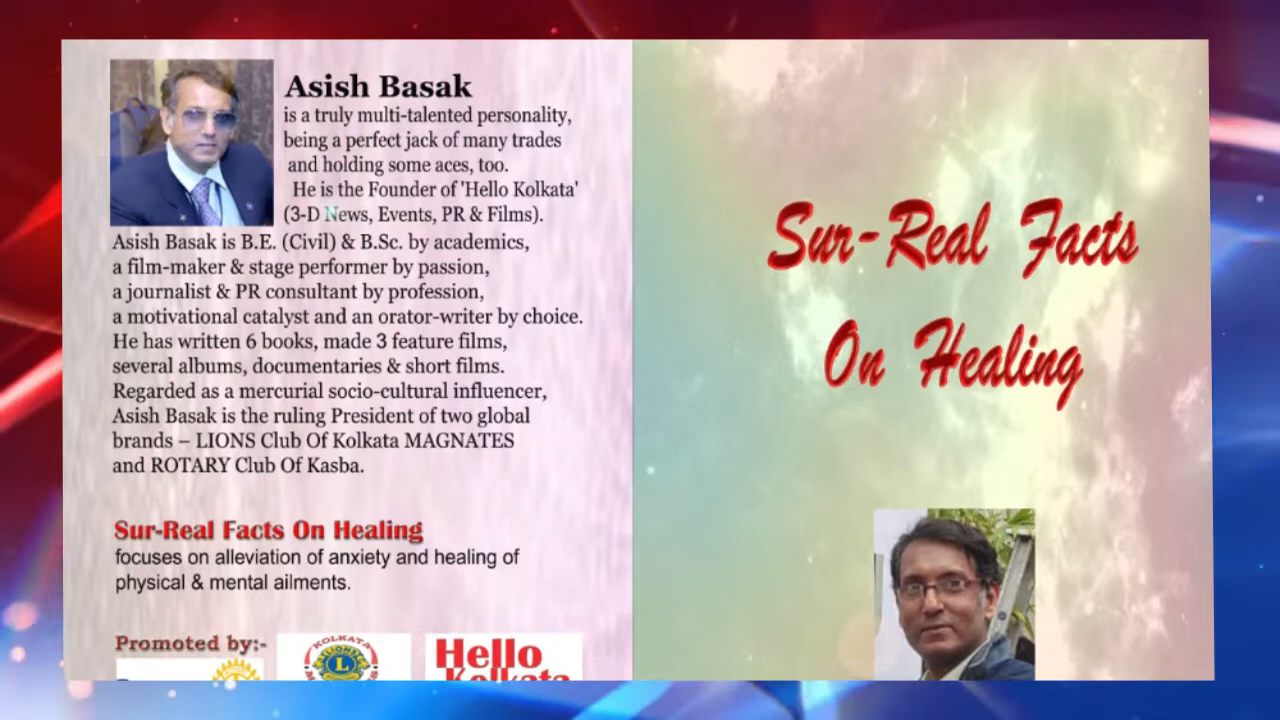 Asish Basak
is a truly multi-talented personality,
being a perfect jack of many trades
and holding some aces, too.
He is the Founder of 'Hello Kolkata'
(3-D News, Events, PR & Films).
Asish Basak is B.E. (Civil) & B.Sc. by academics,
a film-maker & stage performer by passion,
a journalist & PR consultant by profession,
a motivational catalyst and an orator-writer by choice.
He has written 6 books, made 3 feature films,
several albums, documentaries & short films.
Regarded as a mercurial socio-cultural influencer,
Asish Basak is the ruling President of two global
brands – LIONS Club Of Kolkata MAGNATES
and ROTARY Club Of Kasba.
Sur-Real Facts On Healing
focuses on alleviation of anxiety and healing of
physical & mental ailments.
Promoted by:-
KOLKATA
LIONS
L
Hello
Kolkata
Sur-Real Facts
On Healing